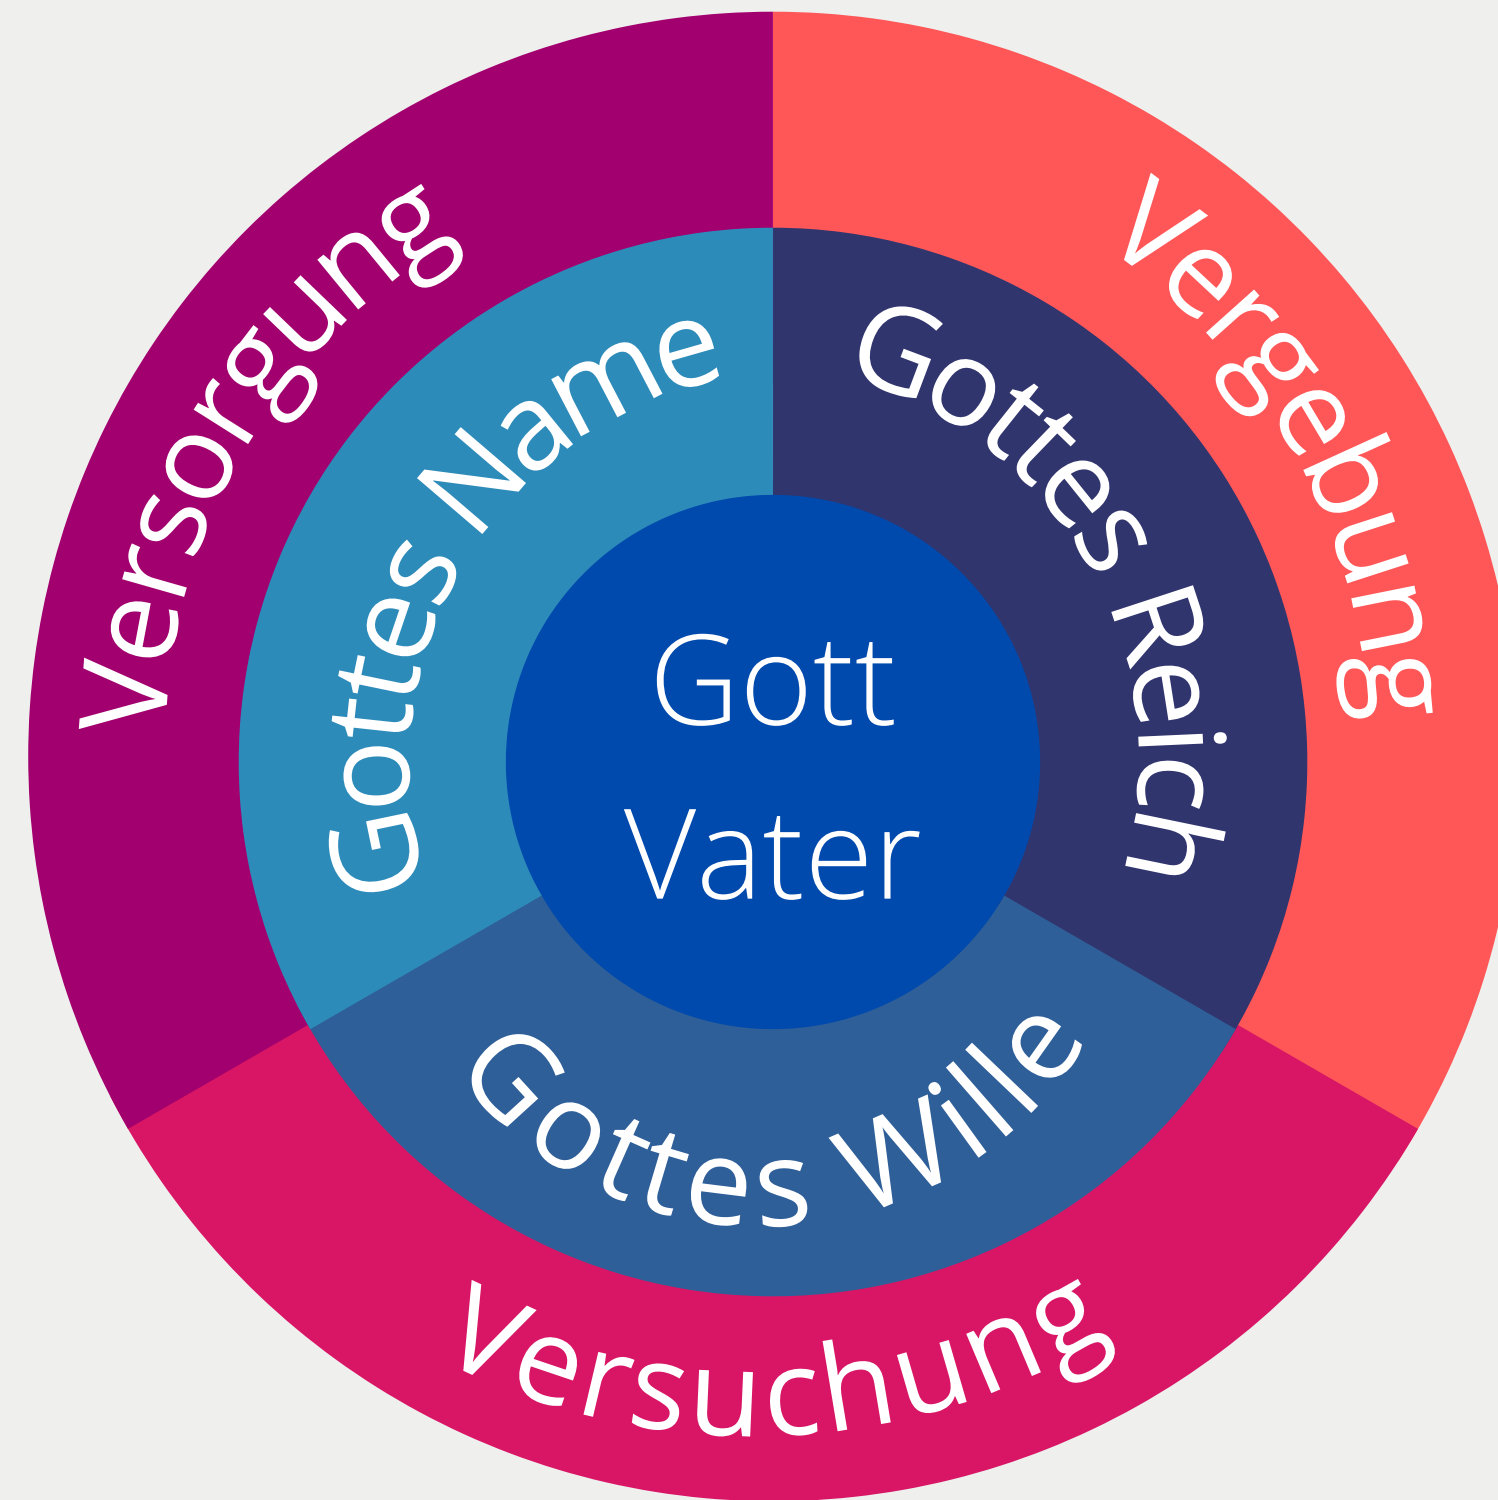 Gott
Vater
Gottes Name
Gottes Reich
Gottes Wille
Versorgung
Vergebung
Versuchung